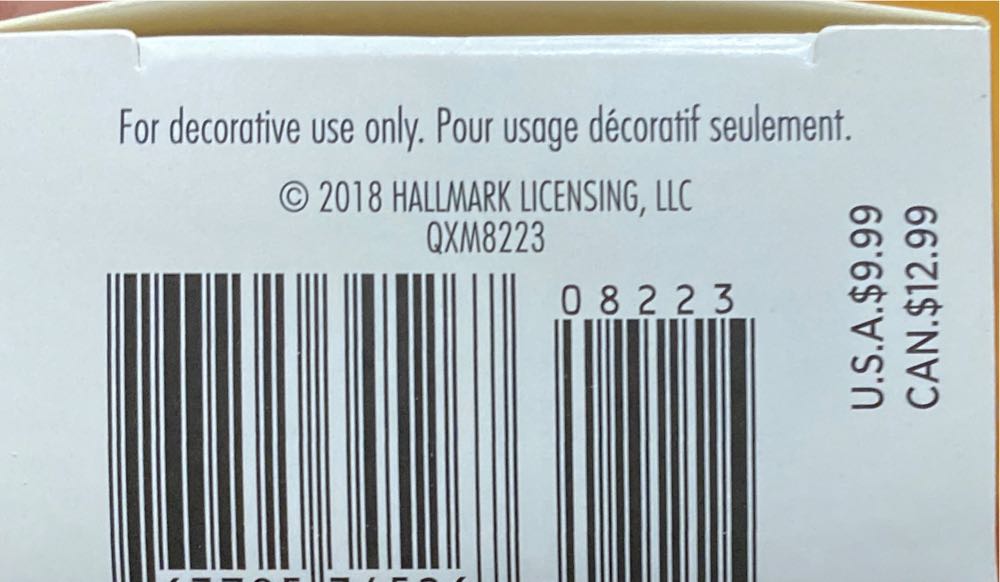 For decorative use only. Pour usage décoratif seulement.
© 2018 HALLMARK LICENSING, LLC
QXM8223
08223
U.S.A.$9.99
CAN.$12.99